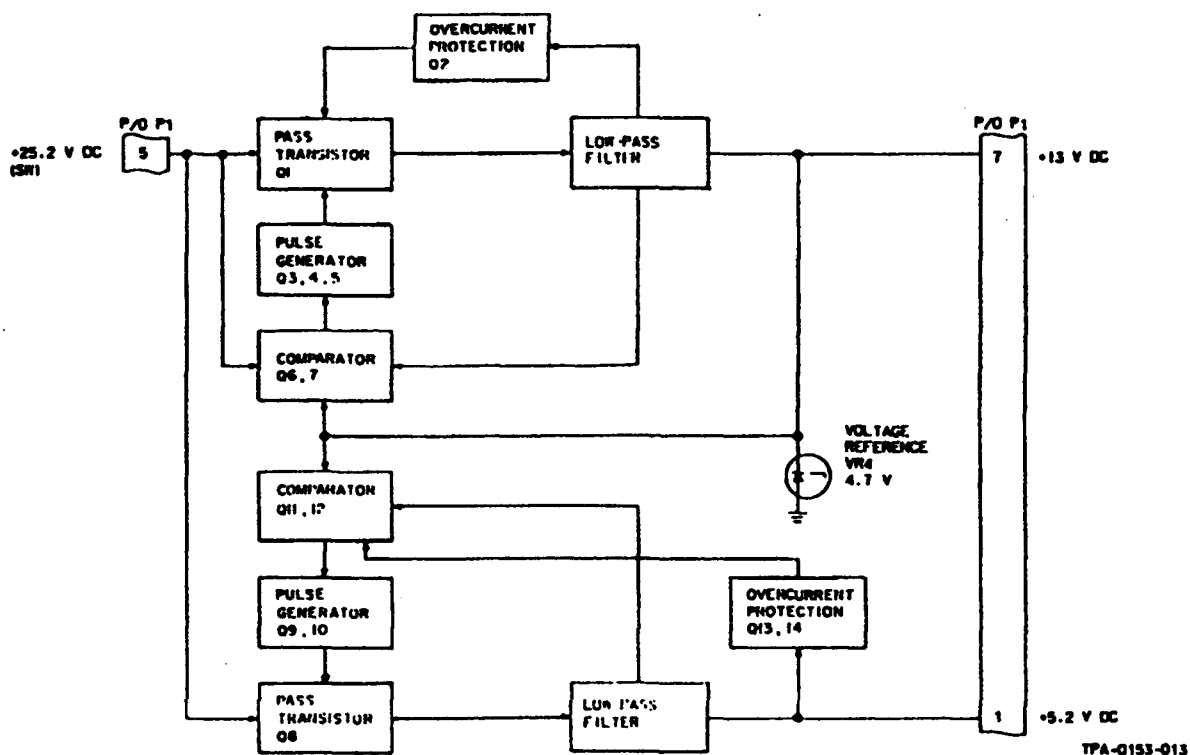 OVERCURRENT
PROTECTION
Q7
P/O P1
+25.2 V DC
(SW)
5
PASS
TRANSISTOR
Q1
LOW-PASS
FILTER
P/O P1
7
+13 V DC
PULSE
GENERATOR
Q3,4,5
COMPARATOR
Q6,7
VOLTAGE
REFERENCE
VR4
4.7 V
COMPARATOR
Q11,12
PULSE
GENERATOR
Q9,10
OVERCURRENT
PROTECTION
Q13,14
PASS
TRANSISTOR
Q8
LOW-PASS
FILTER
1
+5.2 V DC
TPA-0153-013